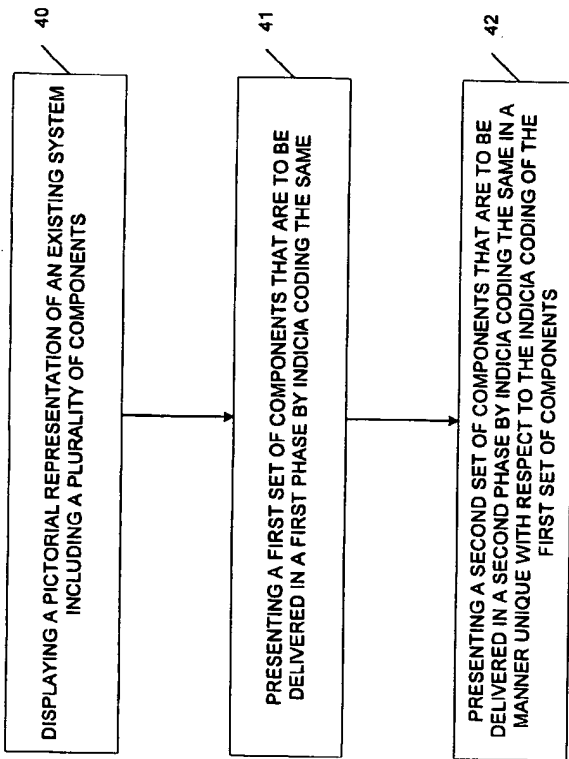 40
DISPLAYING A PICTORIAL REPRESENTATION OF AN EXISTING SYSTEM
INCLUDING A PLURALITY OF COMPONENTS
41
PRESENTING A FIRST SET OF COMPONENTS THAT ARE TO BE
DELIVERED IN A FIRST PHASE BY INDICIA CODING THE SAME
42
PRESENTING A SECOND SET OF COMPONENTS THAT ARE TO BE
DELIVERED IN A SECOND PHASE BY INDICIA CODING THE SAME IN A
MANNER UNIQUE WITH RESPECT TO THE INDICIA CODING OF THE
FIRST SET OF COMPONENTS